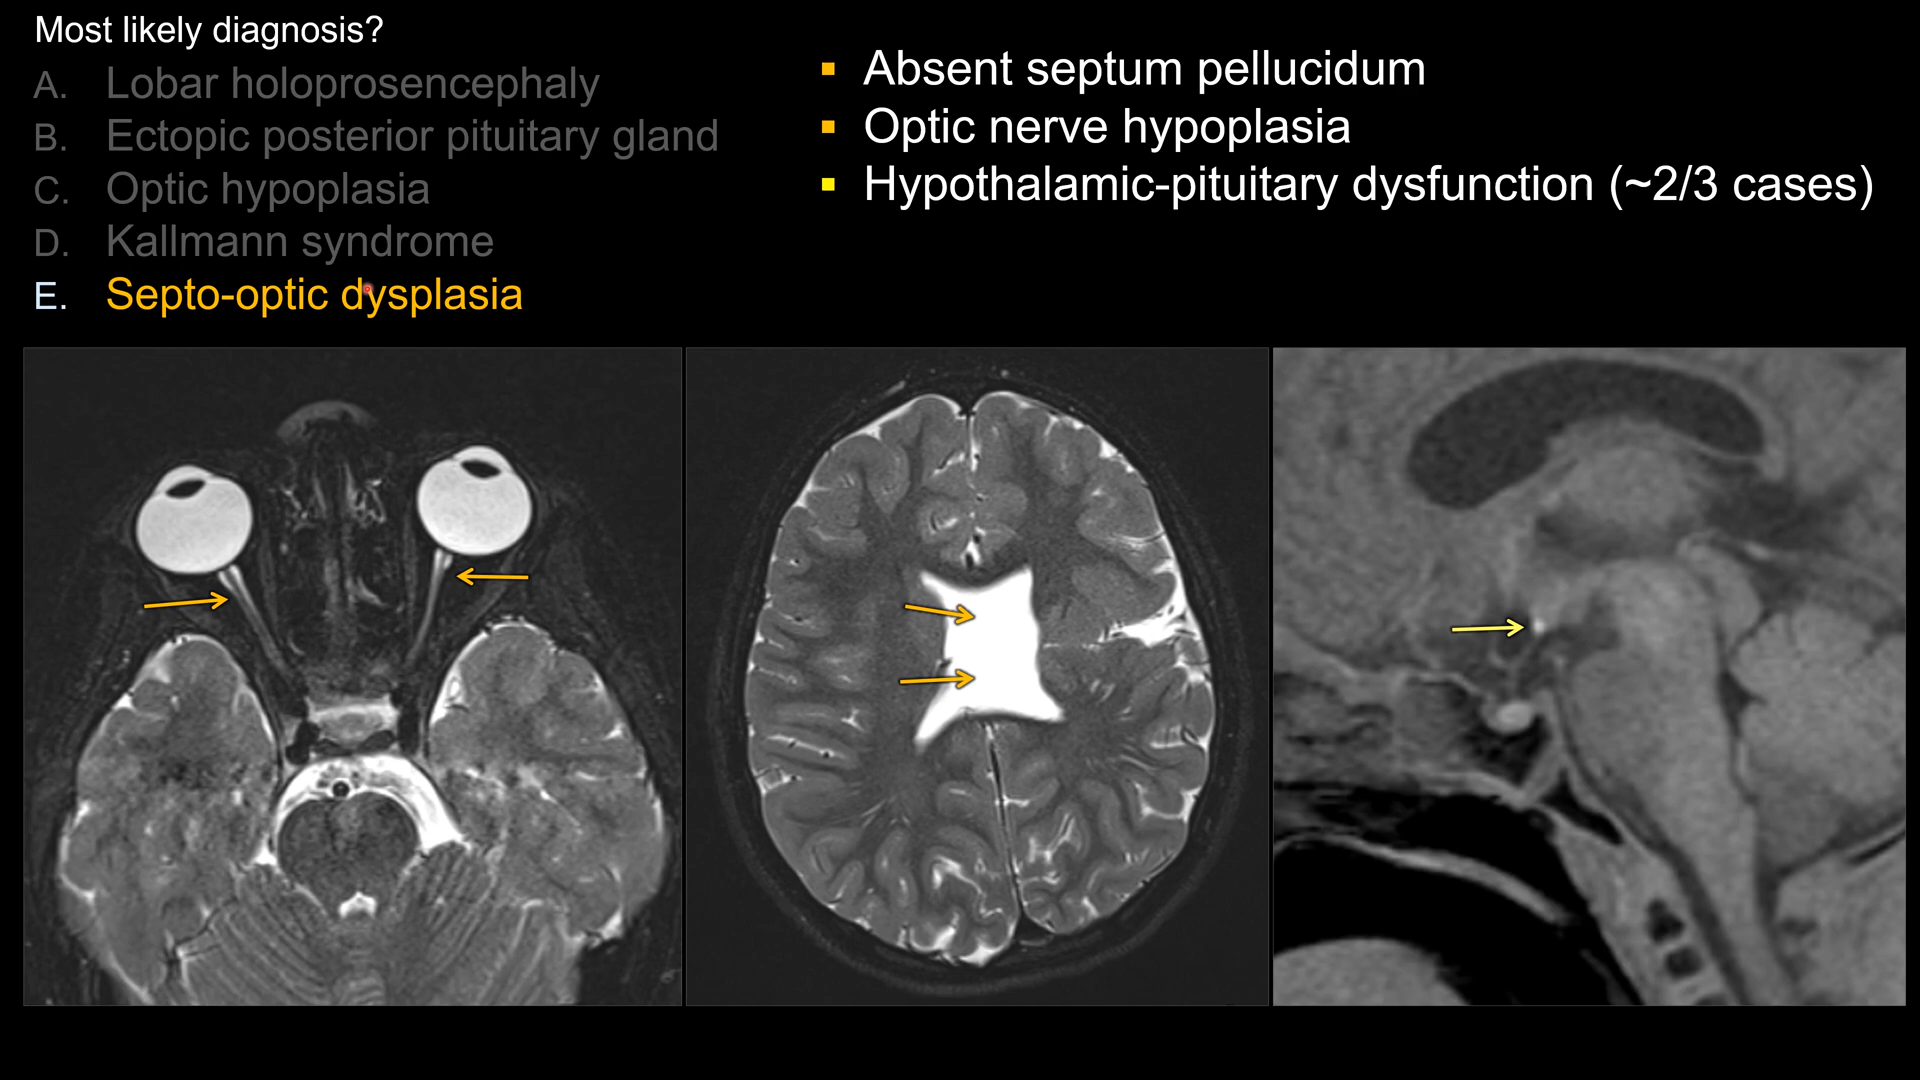 Most likely diagnosis?
A. Lobar holoprosencephaly
B. Ectopic posterior pituitary gland
C. Optic hypoplasia
D. Kallmann syndrome
E. Septo-optic dysplasia
▪ Absent septum pellucidum
▪ Optic nerve hypoplasia
▪ Hypothalamic-pituitary dysfunction (~2/3 cases)